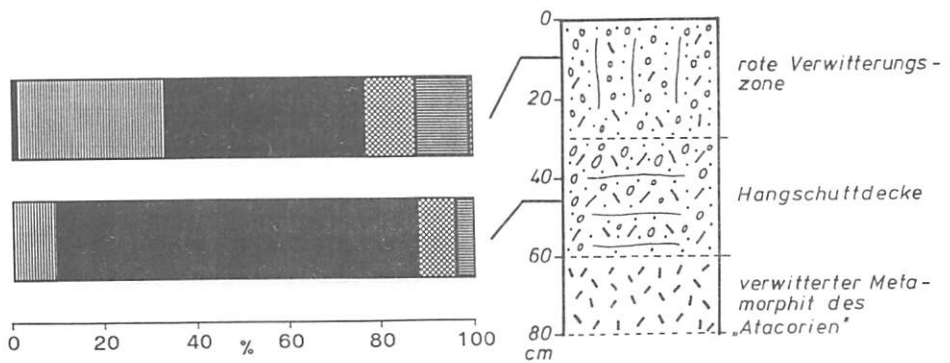 0
20
40
60
80
cm
rote Verwitterungs-
zone
Hangschuttdecke
verwitterter Meta-
morphit des
„Atacorien"
0 20 40 % 60 80 100